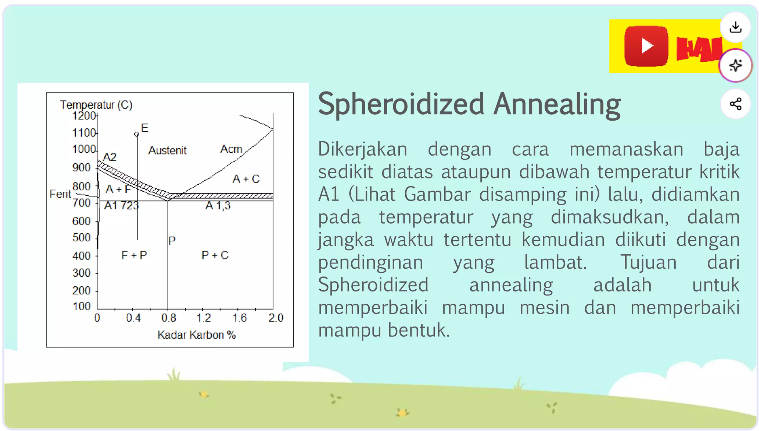 HAI
Spheroidized Annealing
Dikerjakan dengan cara memanaskan baja
sedikit diatas ataupun dibawah temperatur kritik
A1 (Lihat Gambar disamping ini) lalu, didiamkan
pada temperatur yang dimaksudkan, dalam
jangka waktu tertentu kemudian diikuti dengan
pendinginan yang lambat. Tujuan dari
Spheroidized annealing adalah untuk
memperbaiki mampu mesin dan memperbaiki
mampu bentuk.
Temperatur (C)
1200
1100
1000
900
800
700
600
500
400
300
200
100
E
Austenit
Acm
A2
A + C
A + F
Ferit
A1 723
A 1,3
P
F + P
P + C
0 0.4 0.8 1.2 1.6 2.0
Kadar Karbon %